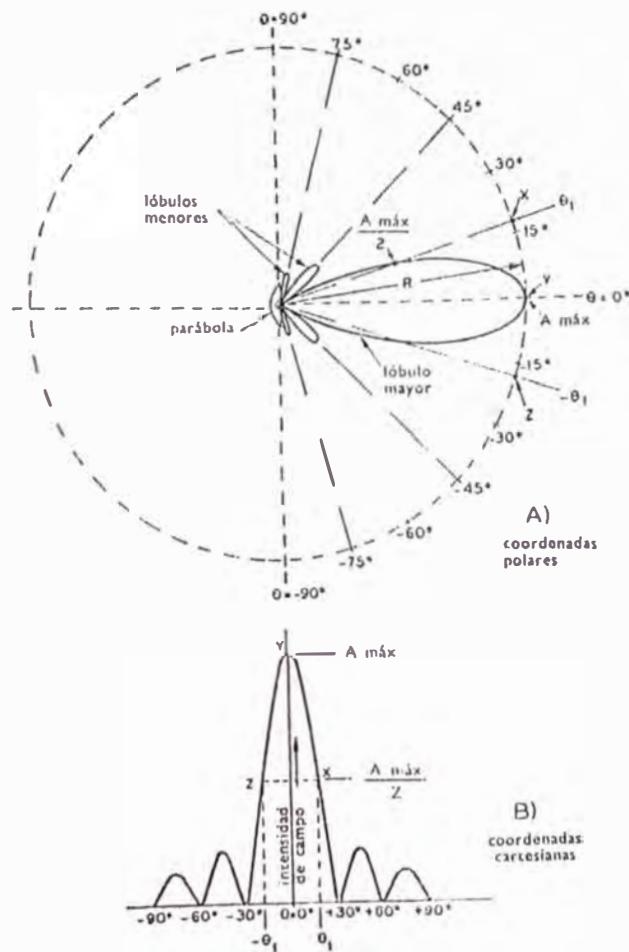 θ=90°
75°
60°
45°
30°
X
θ₁
15°
lóbulos
menores
A máx
2
R
Y
θ=0°
A máx
parábola
lóbulo
mayor
-15°
-θ₁
Z
-30°
-45°
-60°
-75°
θ=-90°
A)
coordenadas
polares
Y
A máx
Z
X
A máx
2
intensidad
de campo
B)
coordenadas
cartesianas
-90° -60° -30° 0=0° +30° +60° +90°
-θ₁ θ₁